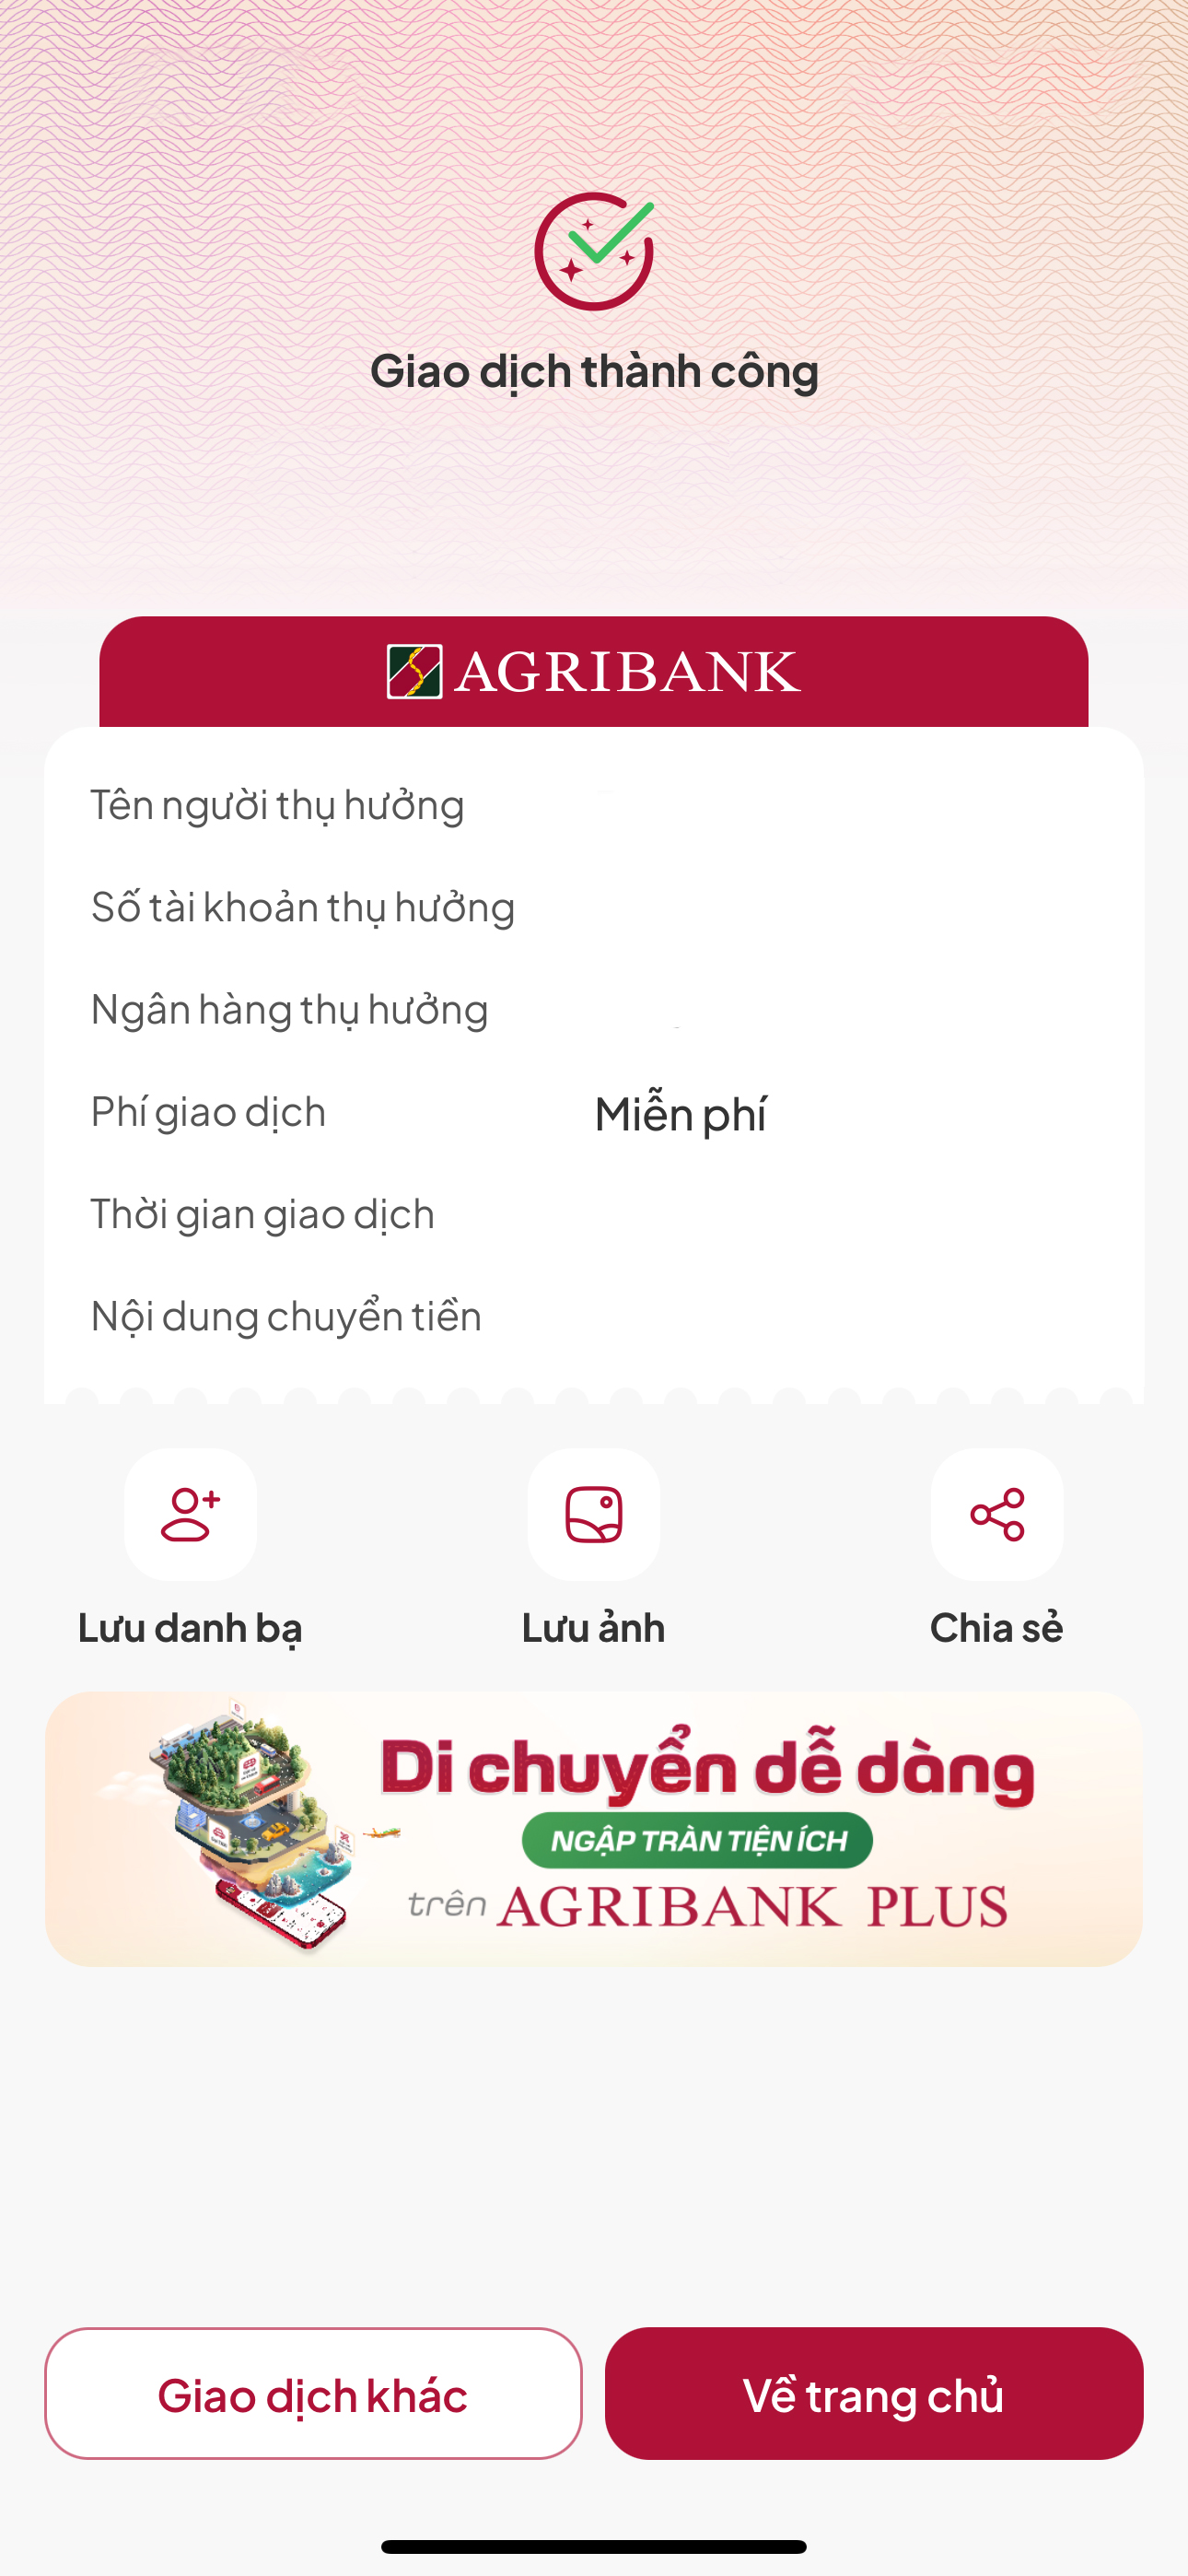 Giao dịch thành công
AGRIBANK
Tên người thụ hưởng
Số tài khoản thụ hưởng
Ngân hàng thụ hưởng
Phí giao dịch Miễn phí
Thời gian giao dịch
Nội dung chuyển tiền
Lưu danh bạ Lưu ảnh Chia sẻ
Di chuyển dễ dàng
NGẬP TRÀN TIỆN ÍCH
trên AGRIBANK PLUS
Giao dịch khác Về trang chủ